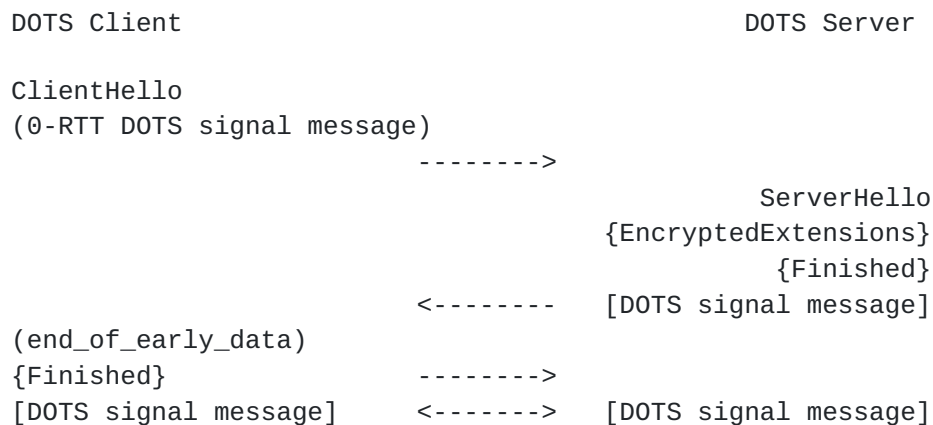 DOTS Client DOTS Server
ClientHello
(0-RTT DOTS signal message)
-------->
ServerHello
{EncryptedExtensions}
{Finished}
<-------- [DOTS signal message]
(end_of_early_data)
{Finished} -------->
[DOTS signal message] <-------> [DOTS signal message]